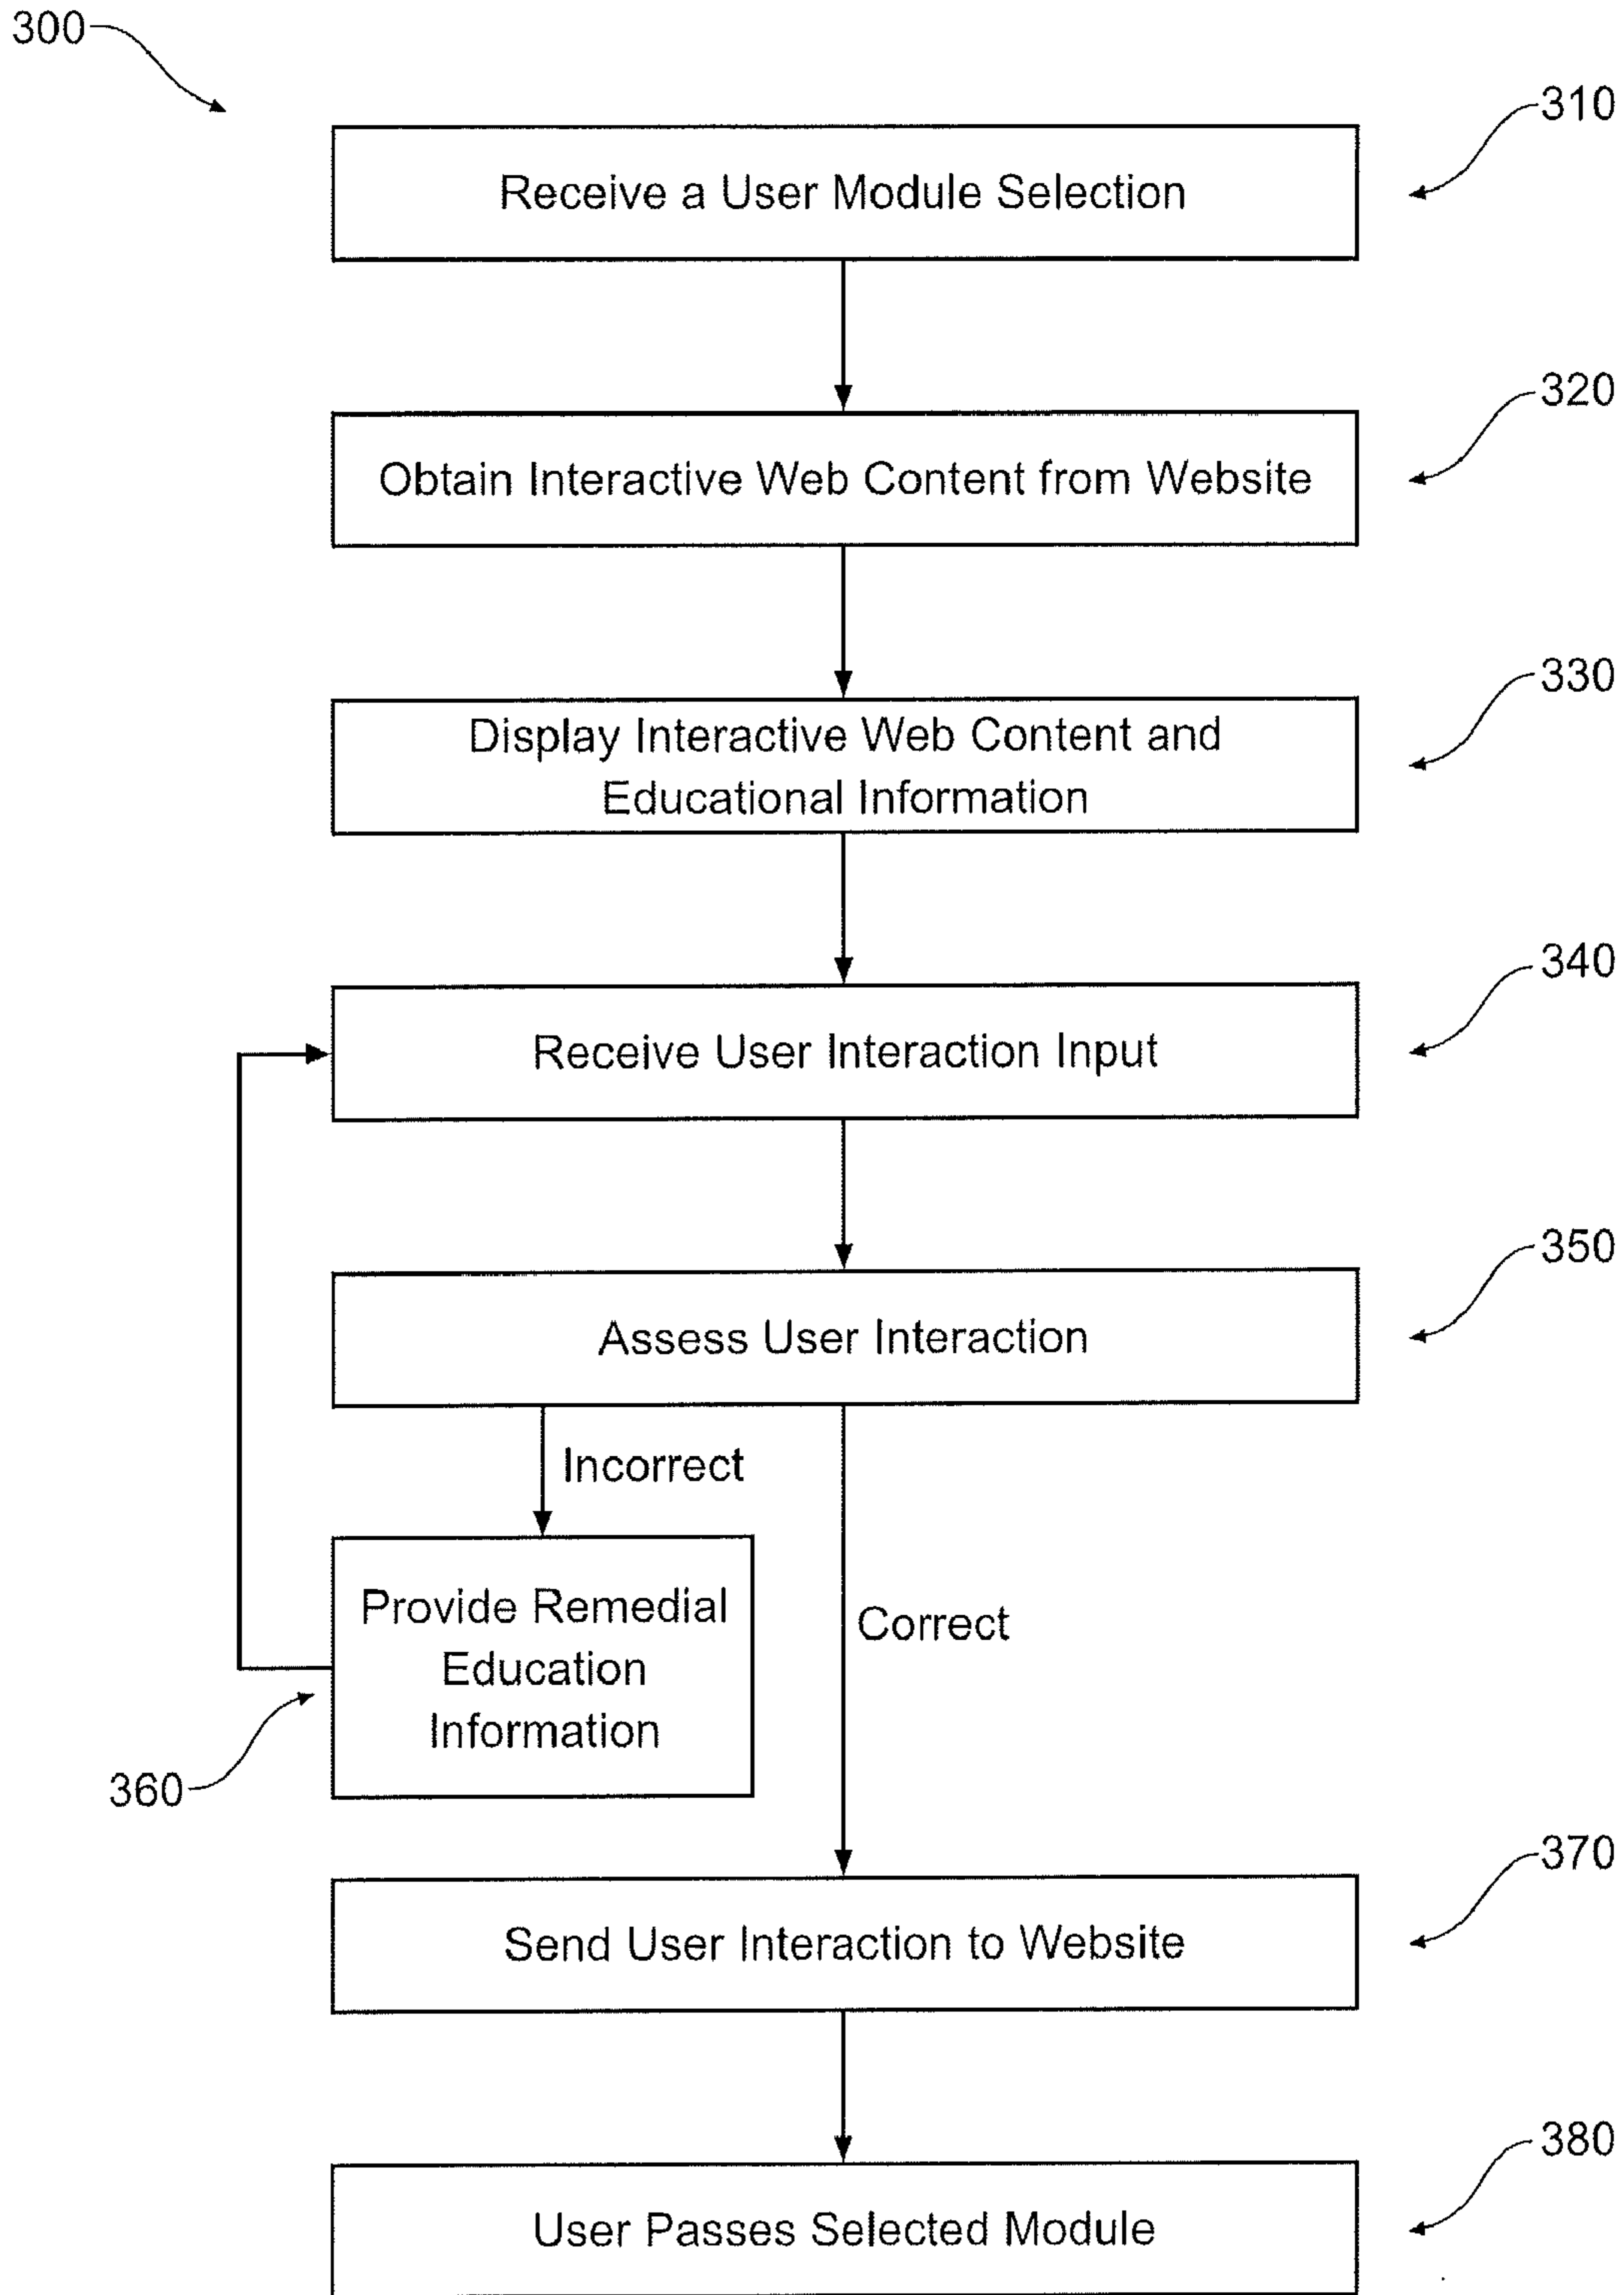 300
310
Receive a User Module Selection
320
Obtain Interactive Web Content from Website
330
Display Interactive Web Content and
Educational Information
340
Receive User Interaction Input
350
Assess User Interaction
Incorrect
Provide Remedial
Education
Information
Correct
360
370
Send User Interaction to Website
380
User Passes Selected Module